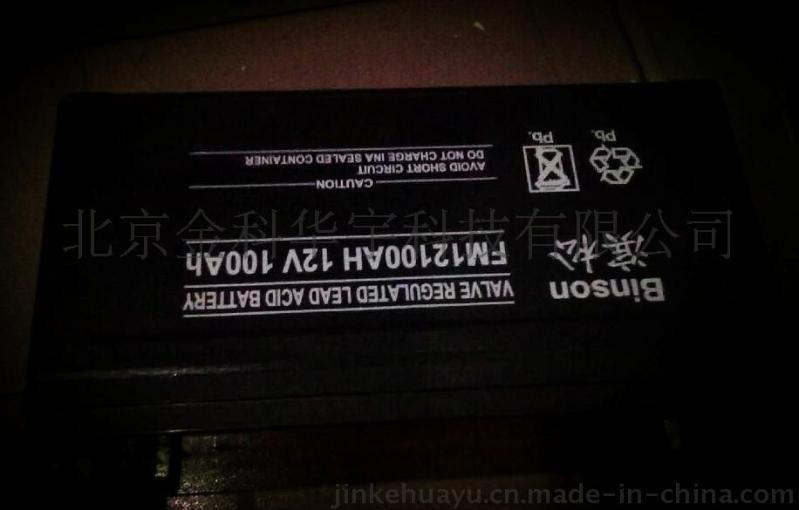 Binson
滨松
VALVE REGULATED LEAD ACID BATTERY
FM12100AH 12V 100Ah
CAUTION
AVOID SHORT CIRCUIT
DO NOT CHARGE INA SEALED CONTAINER
Pb.
Pb.
北京金科华宇科技有限公司
jinkehuayu.cn.made-in-china.com